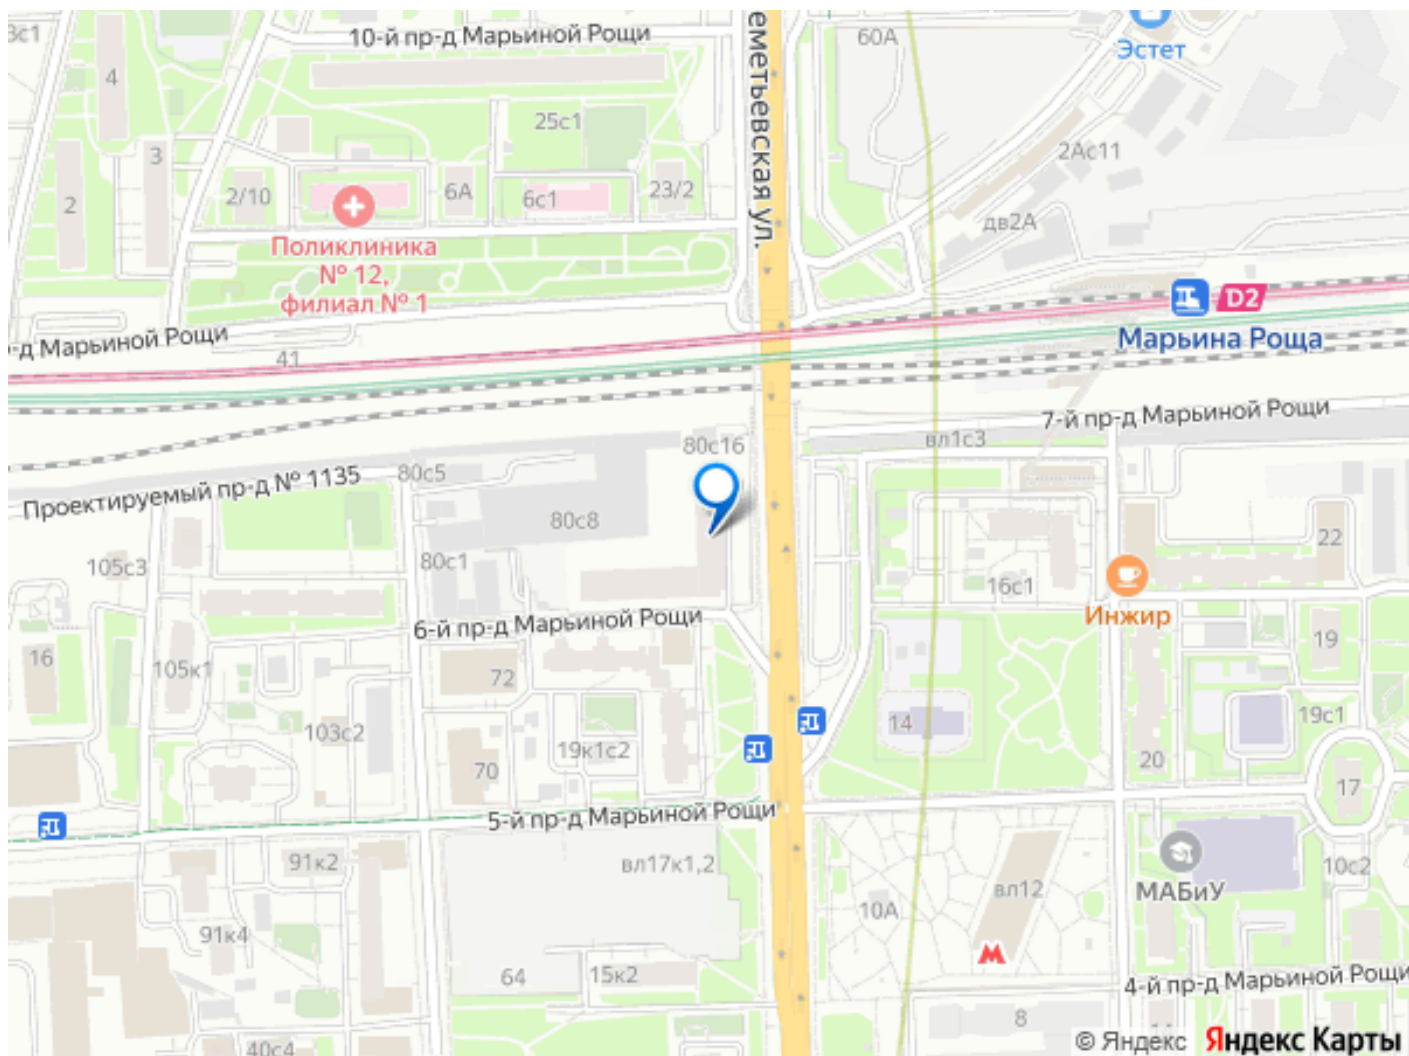 3с1
10-й пр-д Марьиной Рощи
еметьевская ул.
60А
Эстет
4
25с1
2Ас11
3
2
2/10
6А
6с1
23/2
дв2А
Поликлиника
№ 12,
филиал № 1
D2
Марьина Роща
-д Марьиной Рощи
41
7-й пр-д Марьиной Рощи
вл1с3
80с16
80с5
Проектируемый пр-д № 1135
80с8
22
105с3
80с1
16с1
Инжир
6-й пр-д Марьиной Рощи
19
16
105к1
72
19с1
14
103с2
19к1с2
20
70
17
5-й пр-д Марьиной Рощи
91к2
вл17к1,2
вл12
10с2
МАБиУ
10А
91к4
М
64
15к2
4-й пр-д Марьиной Рощи
8
40с4
© Яндекс Яндекс Карты